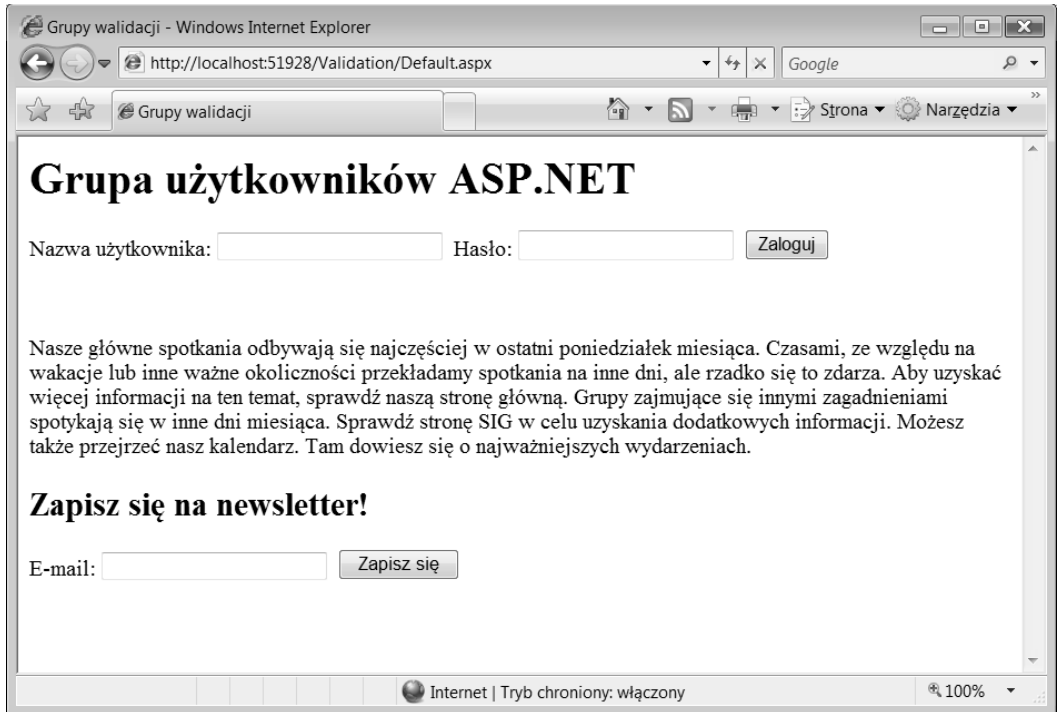 Grupy walidacji - Windows Internet Explorer
http://localhost:51928/Validation/Default.aspx
Google
Grupy walidacji
Strona
Narzędzia
Grupa użytkowników ASP.NET
Nazwa użytkownika:
Hasło:
Zaloguj
Nasze główne spotkania odbywają się najczęściej w ostatni poniedziałek miesiąca. Czasami, ze względu na
wakacje lub inne ważne okoliczności przekładamy spotkania na inne dni, ale rzadko się to zdarza. Aby uzyskać
więcej informacji na ten temat, sprawdź naszą stronę główną. Grupy zajmujące się innymi zagadnieniami
spotykają się w inne dni miesiąca. Sprawdź stronę SIG w celu uzyskania dodatkowych informacji. Możesz
także przejrzeć nasz kalendarz. Tam dowiesz się o najważniejszych wydarzeniach.
Zapisz się na newsletter!
E-mail:
Zapisz się
Internet | Tryb chroniony: włączony
100%